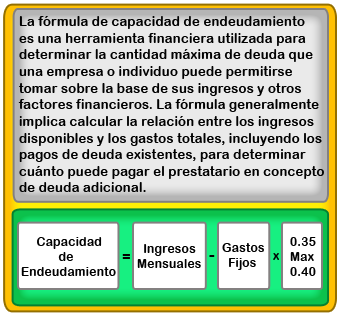 La fórmula de capacidad de endeudamiento
es una herramienta financiera utilizada para
determinar la cantidad máxima de deuda que
una empresa o individuo puede permitirse
tomar sobre la base de sus ingresos y otros
factores financieros. La fórmula generalmente
implica calcular la relación entre los ingresos
disponibles y los gastos totales, incluyendo los
pagos de deuda existentes, para determinar
cuánto puede pagar el prestatario en concepto
de deuda adicional.
Capacidad
de
Endeudamiento
=
Ingresos
Mensuales
-
Gastos
Fijos
x
0.35
Max
0.40